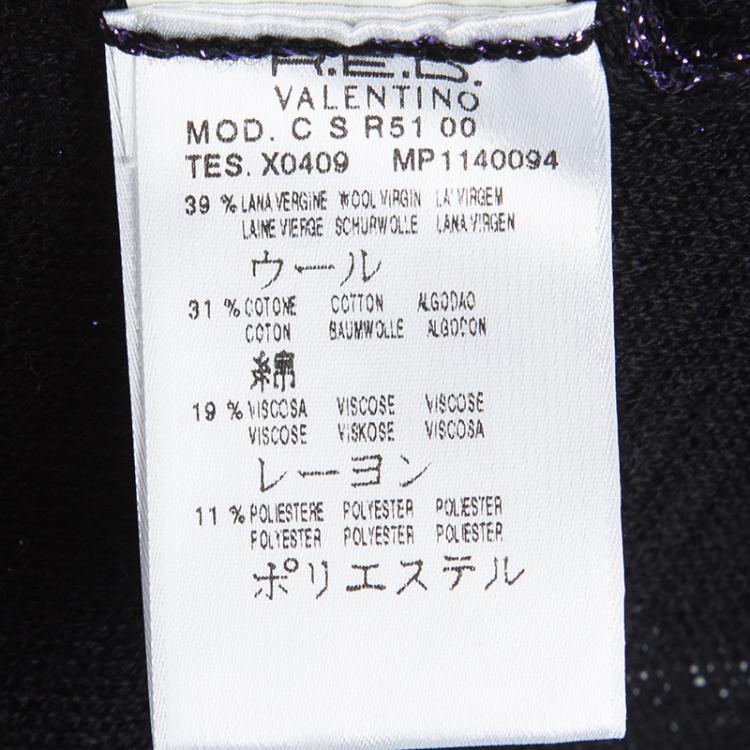 R.E.D.
VALENTINO
MOD. C S R51 00
TES. X0409 MP1140094
39 % LANA VERGINE WOOL VIRGIN LA' VIRGEM
LAINE VIERGE SCHURWOLLE LANA VIRGEN
ウール
31 % COTONE COTTON ALGODAO
COTON BAUMWOLLE ALGODON
綿
19 % VISCOSA VISCOSE VISCOSE
VISCOSE VISKOSE VISCOSA
レーヨン
11 % POLIESTERE POLYESTER POLIESTER
POLYESTER POLYESTER POLIESTER
ポリエステル